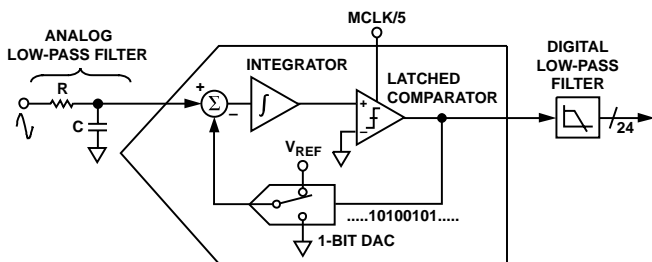 MCLK/5
ANALOG
LOW-PASS FILTER
INTEGRATOR
DIGITAL
LOW-PASS
FILTER
LATCHED
COMPARATOR
R
+
Σ
–
∫
+
–
C
24
VREF
.....10100101.....
1-BIT DAC